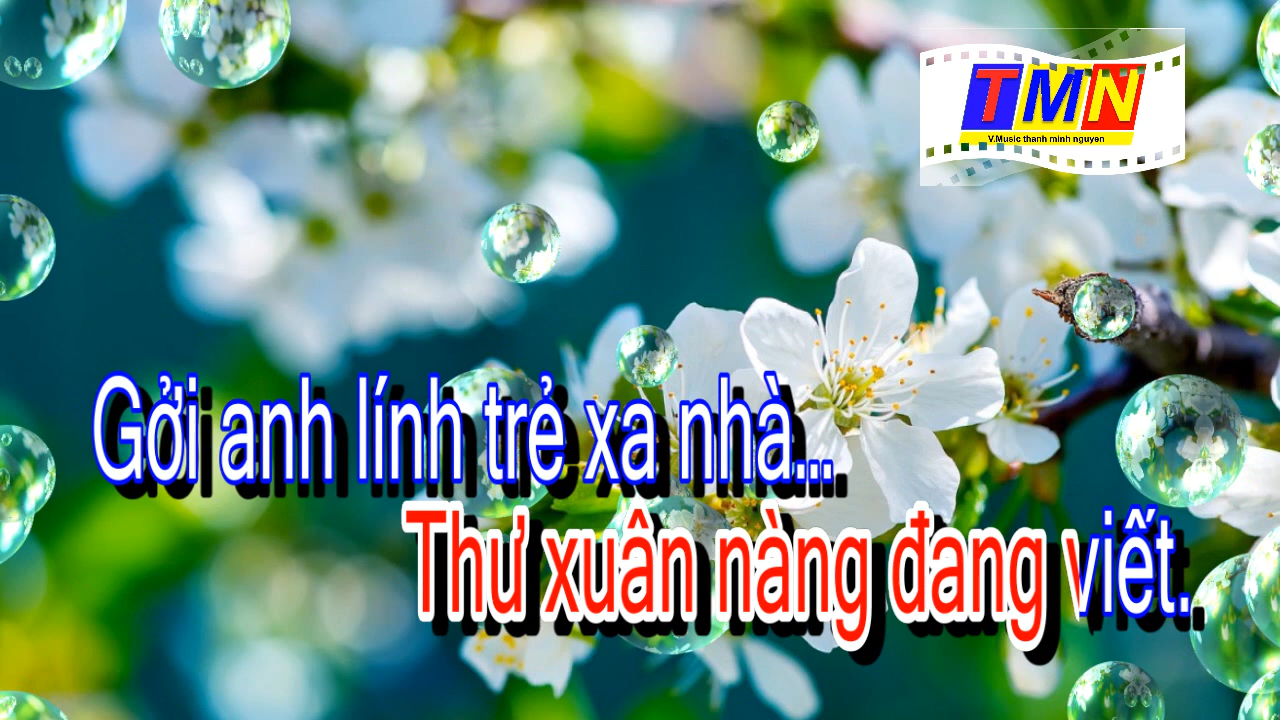 TMN
V.Music thanh minh nguyen
Gởi anh lính trẻ xa nhà...
Thư xuân nàng đang viết.